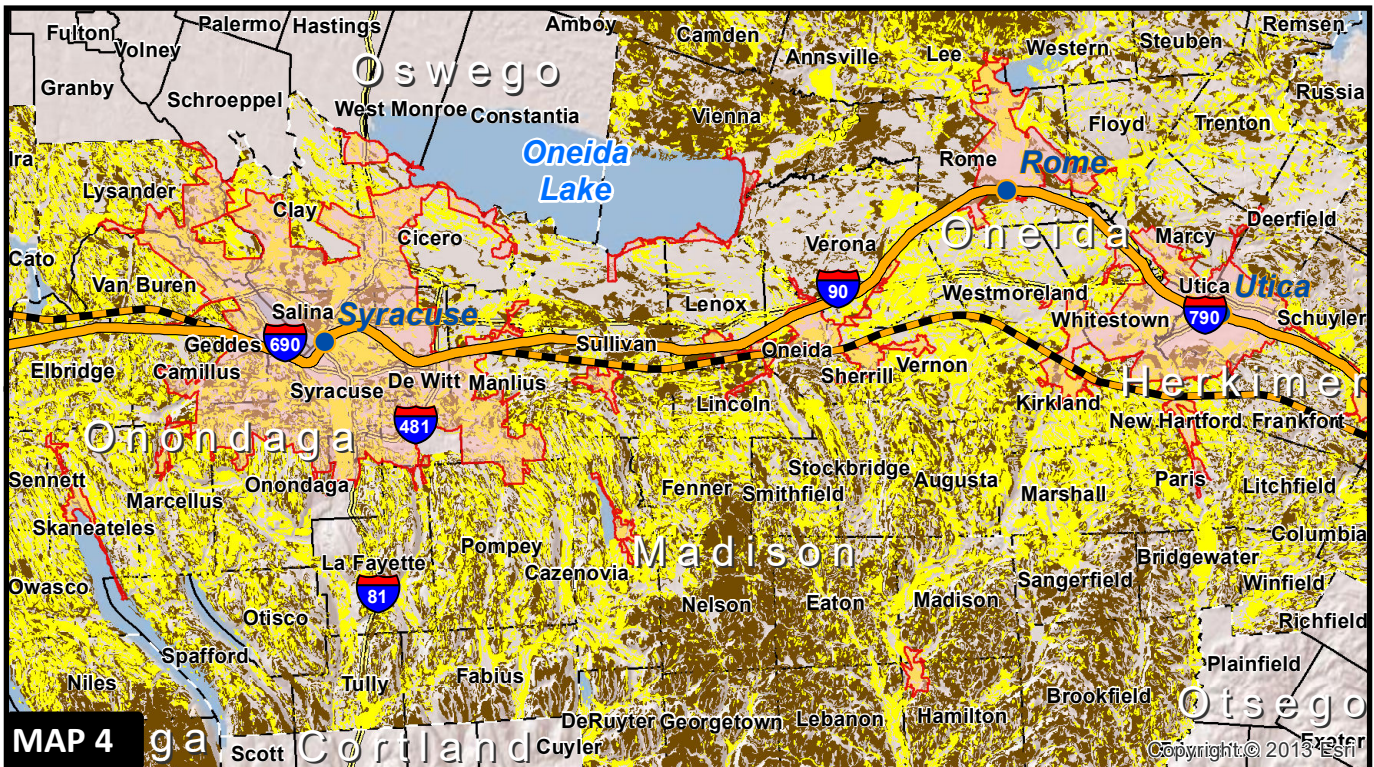 Fulton
Palermo
Hastings
Amboy
Camden
Remsen
Volney
Annsville
Lee
Western
Steuben
Oswego
Granby
Schroeppel
West Monroe
Constantia
Vienna
Russia
Floyd
Trenton
Oneida
Lake
Ira
Rome
Rome
Lysander
Clay
Cicero
Verona
Oneida
Deerfield
Marcy
Cato
Van Buren
Salina
Syracuse
Lenox
90
Westmoreland
Utica
Utica
Whitestown
790
Schuyler
Geddes
690
Sullivan
Oneida
Elbridge
Camillus
Syracuse
De Witt
Manlius
Sherrill
Vernon
Herkimer
Lincoln
Kirkland
481
New Hartford
Frankfort
Onondaga
Sennett
Onondaga
Stockbridge
Fenner
Smithfield
Augusta
Marshall
Paris
Litchfield
Marcellus
Skaneateles
Pompey
Madison
Columbia
La Fayette
Cazenovia
Bridgewater
Owasco
81
Sangerfield
Winfield
Otisco
Nelson
Eaton
Madison
Richfield
Spafford
Plainfield
Niles
Tully
Fabius
Brookfield
Otsego
MAP 4
ga
Scott
Cortland
Cuyler
DeRuyter
Georgetown
Lebanon
Hamilton
Exeter
Copyright:© 2013 Esri